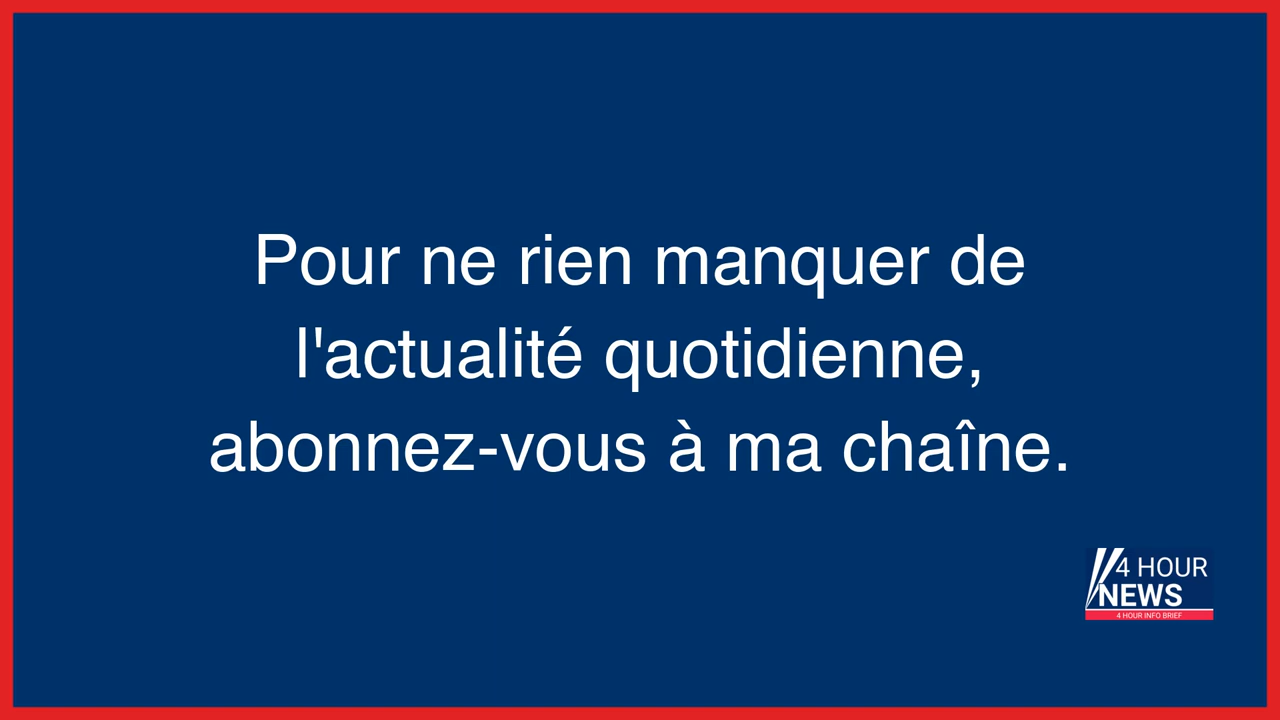 Pour ne rien manquer de
l'actualité quotidienne,
abonnez-vous à ma chaîne.
4 HOUR
NEWS
4 HOUR INFO BRIEF